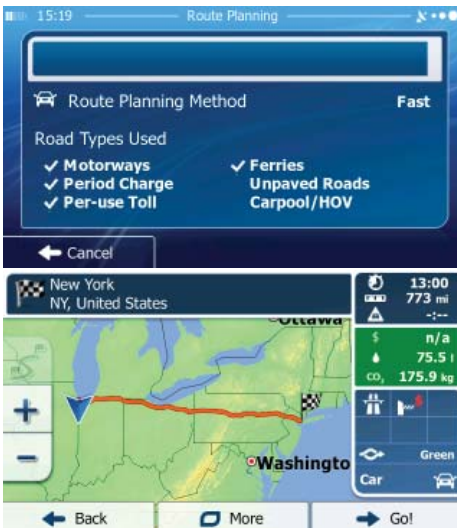 15:19 Route Planning
Route Planning Method Fast
Road Types Used
Motorways Ferries
Period Charge Unpaved Roads
Per-use Toll Carpool/HOV
Cancel
New York
NY, United States
13:00
773 mi
-:--
$ n/a
75.5 l
CO₂ 175.9 kg
Ottawa
Washingto
Green
Car
Back More Go!